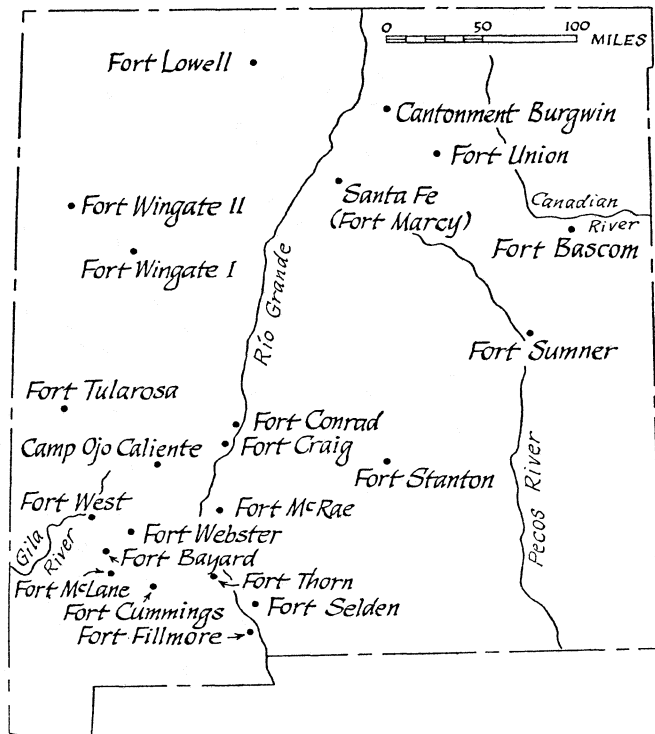 0 50 100
MILES
Fort Lowell
Cantonment Burgwin
Fort Union
Santa Fe
(Fort Marcy)
Canadian
River
Fort Bascom
Fort Wingate II
Fort Wingate I
Río Grande
Fort Sumner
Fort Tularosa
Fort Conrad
Fort Craig
Camp Ojo Caliente
Fort Stanton
Pecos River
Fort West
Fort McRae
Gila
River
Fort Webster
Fort Bayard
Fort McLane
Fort Thorn
Fort Cummings
Fort Selden
Fort Fillmore